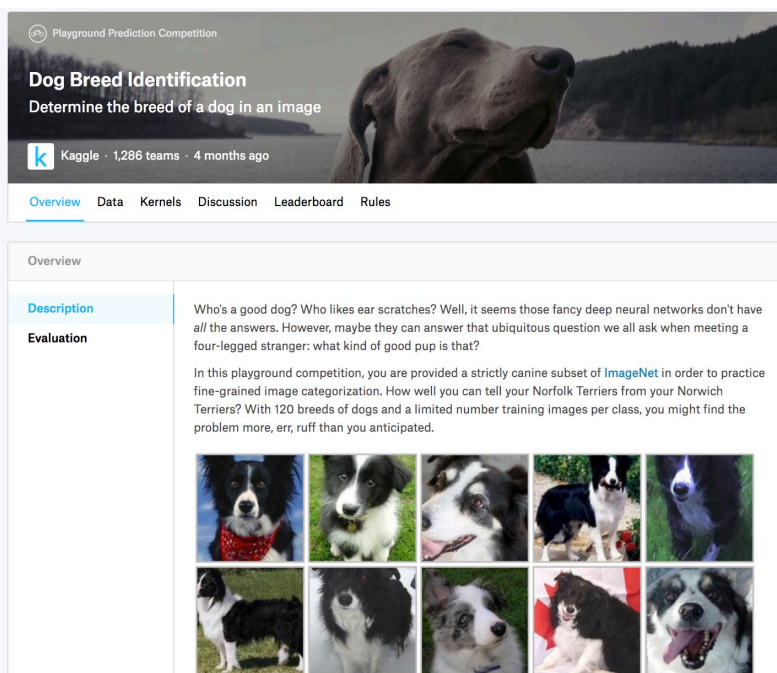 Playground Prediction Competition
Dog Breed Identification
Determine the breed of a dog in an image
k
Kaggle · 1,286 teams · 4 months ago
Overview Data Kernels Discussion Leaderboard Rules
Overview
Description
Evaluation
Who's a good dog? Who likes ear scratches? Well, it seems those fancy deep neural networks don't have
all the answers. However, maybe they can answer that ubiquitous question we all ask when meeting a
four-legged stranger: what kind of good pup is that?
In this playground competition, you are provided a strictly canine subset of ImageNet in order to practice
fine-grained image categorization. How well you can tell your Norfolk Terriers from your Norwich
Terriers? With 120 breeds of dogs and a limited number training images per class, you might find the
problem more, err, ruff than you anticipated.